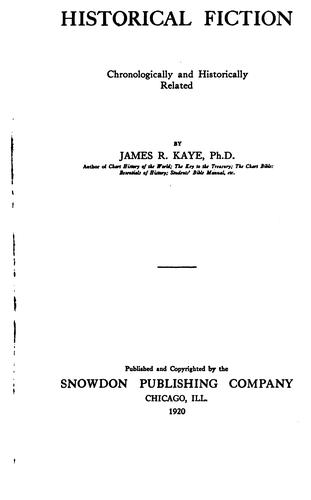 HISTORICAL FICTION
Chronologically and Historically
Related
BY
JAMES R. KAYE, Ph.D.
Author of Chart History of the World; The Key to the Treasury; The Chart Bible:
Essentials of History; Students' Bible Manual, etc.
Published and Copyrighted by the
SNOWDON PUBLISHING COMPANY
CHICAGO, ILL.
1920